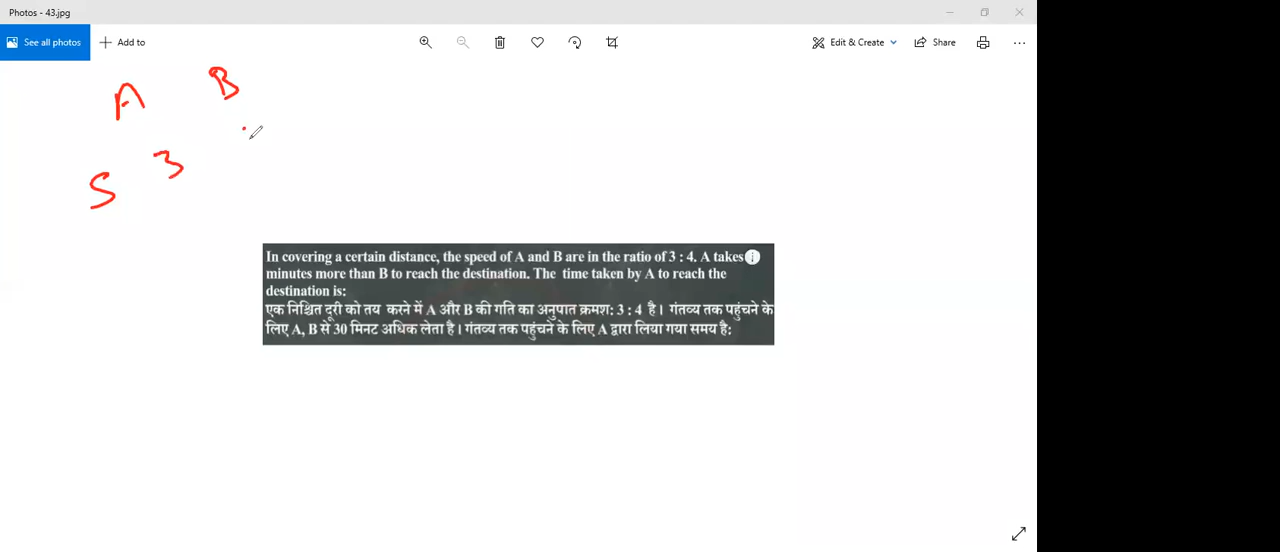 Photos - 43.jpg
See all photos
Add to
Edit & Create
Share
A B
S 3
In covering a certain distance, the speed of A and B are in the ratio of 3 : 4. A takes
minutes more than B to reach the destination. The time taken by A to reach the
destination is:
एक निश्चित दूरी को तय करने में A और B की गति का अनुपात क्रमश: 3 : 4 है। गंतव्य तक पहुंचने के
लिए A, B से 30 मिनट अधिक लेता है। गंतव्य तक पहुंचने के लिए A द्वारा लिया गया समय है: